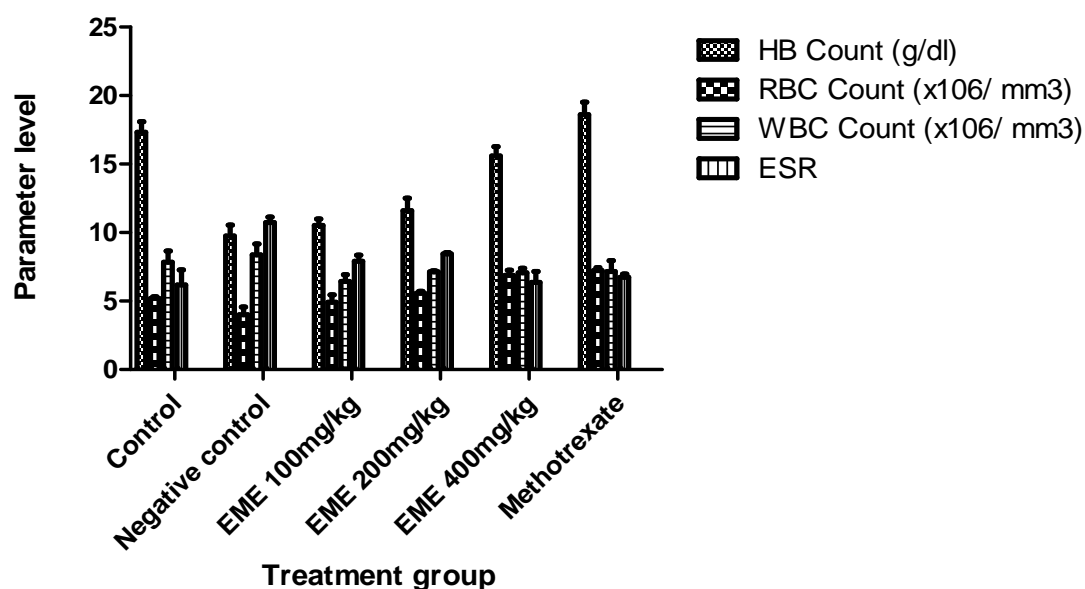 25
20
15
10
5
0
Parameter level
Control
Negative control
EME 100mg/kg
EME 200mg/kg
EME 400mg/kg
Methotrexate
Treatment group
HB Count (g/dl)
RBC Count (x106/ mm3)
WBC Count (x106/ mm3)
ESR